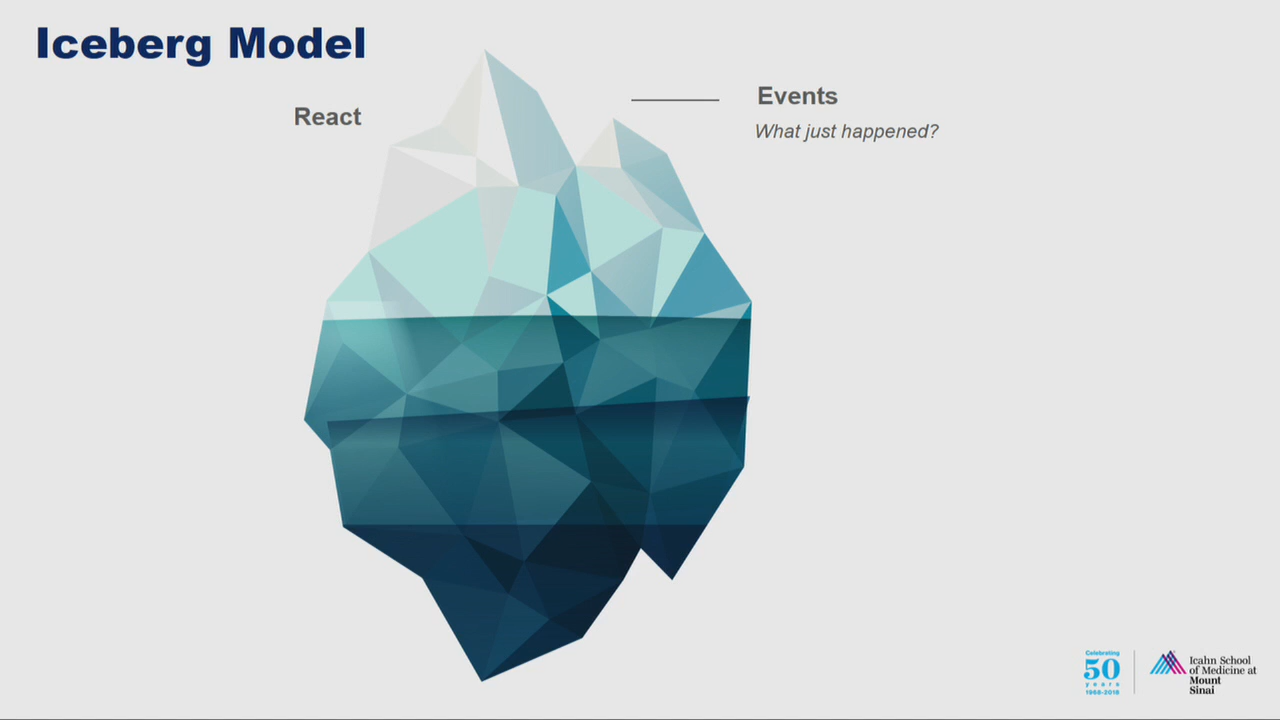 Iceberg Model
React
Events
What just happened?
Celebrating
50
years
1968-2018
Icahn School
of Medicine at
Mount
Sinai